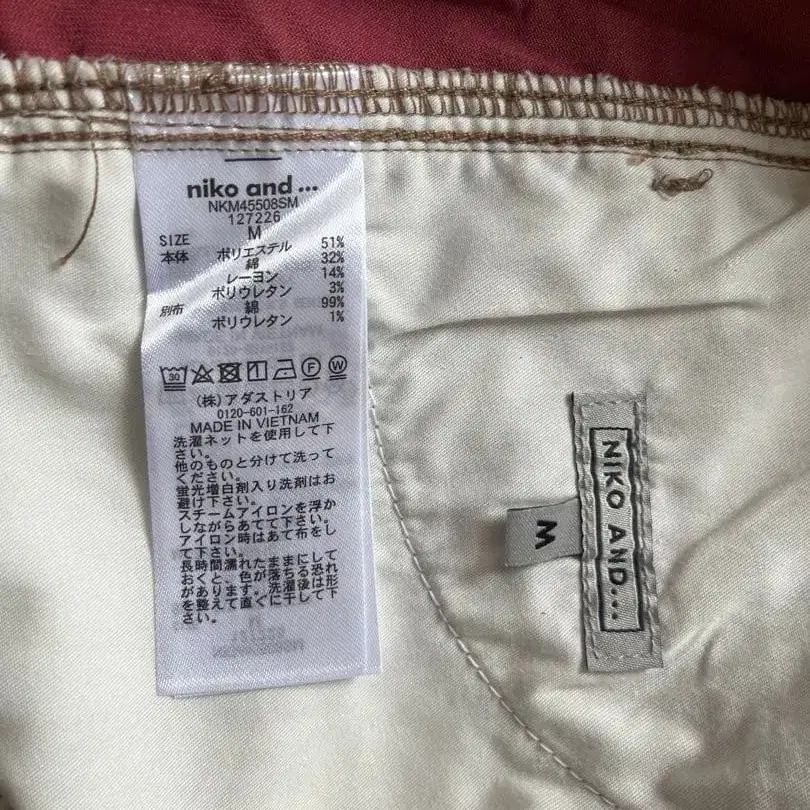 niko and ...
NKM45508SM
127226
SIZE M
本体 ポリエステル 51%
綿 32%
レーヨン 14%
ポリウレタン 3%
別布 綿 99%
ポリウレタン 1%
30 F W
(株)アダストリア
0120-601-162
MADE IN VIETNAM
洗濯ネットを使用して下
さい。
他のものと分けて洗って
ください。
蛍光増白剤入り洗剤はお
避け下さい。
スチームアイロンを浮か
しながらあてて下さい。
アイロン時はあて布をし
て下さい。
長時間濡れたままにして
おくと、色が落ちる恐れ
があります。洗濯後は形
を整えて直ぐに干して下
さい。
NIKO AND...
M